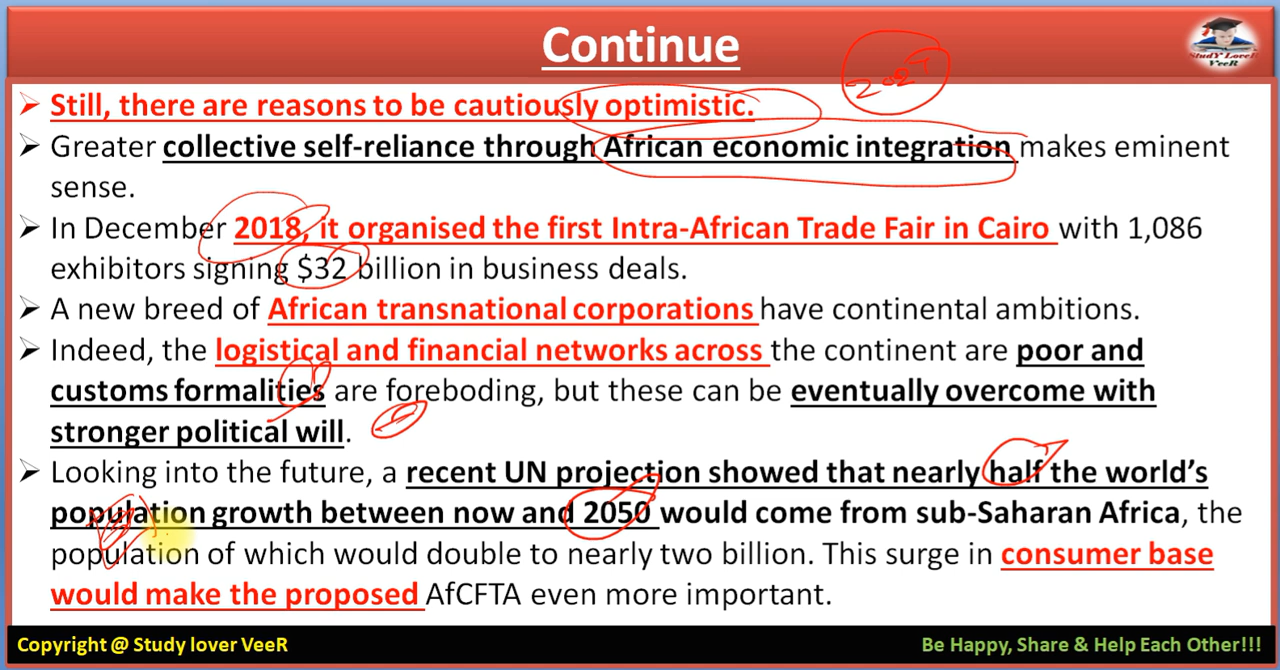 Continue
StudY LoveR
VeeR
➤ Still, there are reasons to be cautiously optimistic.
➤ Greater collective self-reliance through African economic integration makes eminent
sense.
➤ In December 2018, it organised the first Intra-African Trade Fair in Cairo with 1,086
exhibitors signing $32 billion in business deals.
➤ A new breed of African transnational corporations have continental ambitions.
➤ Indeed, the logistical and financial networks across the continent are poor and
customs formalities are foreboding, but these can be eventually overcome with
stronger political will.
➤ Looking into the future, a recent UN projection showed that nearly half the world's
population growth between now and 2050 would come from sub-Saharan Africa, the
population of which would double to nearly two billion. This surge in consumer base
would make the proposed AfCFTA even more important.
Copyright @ Study lover VeeR
Be Happy, Share & Help Each Other!!!